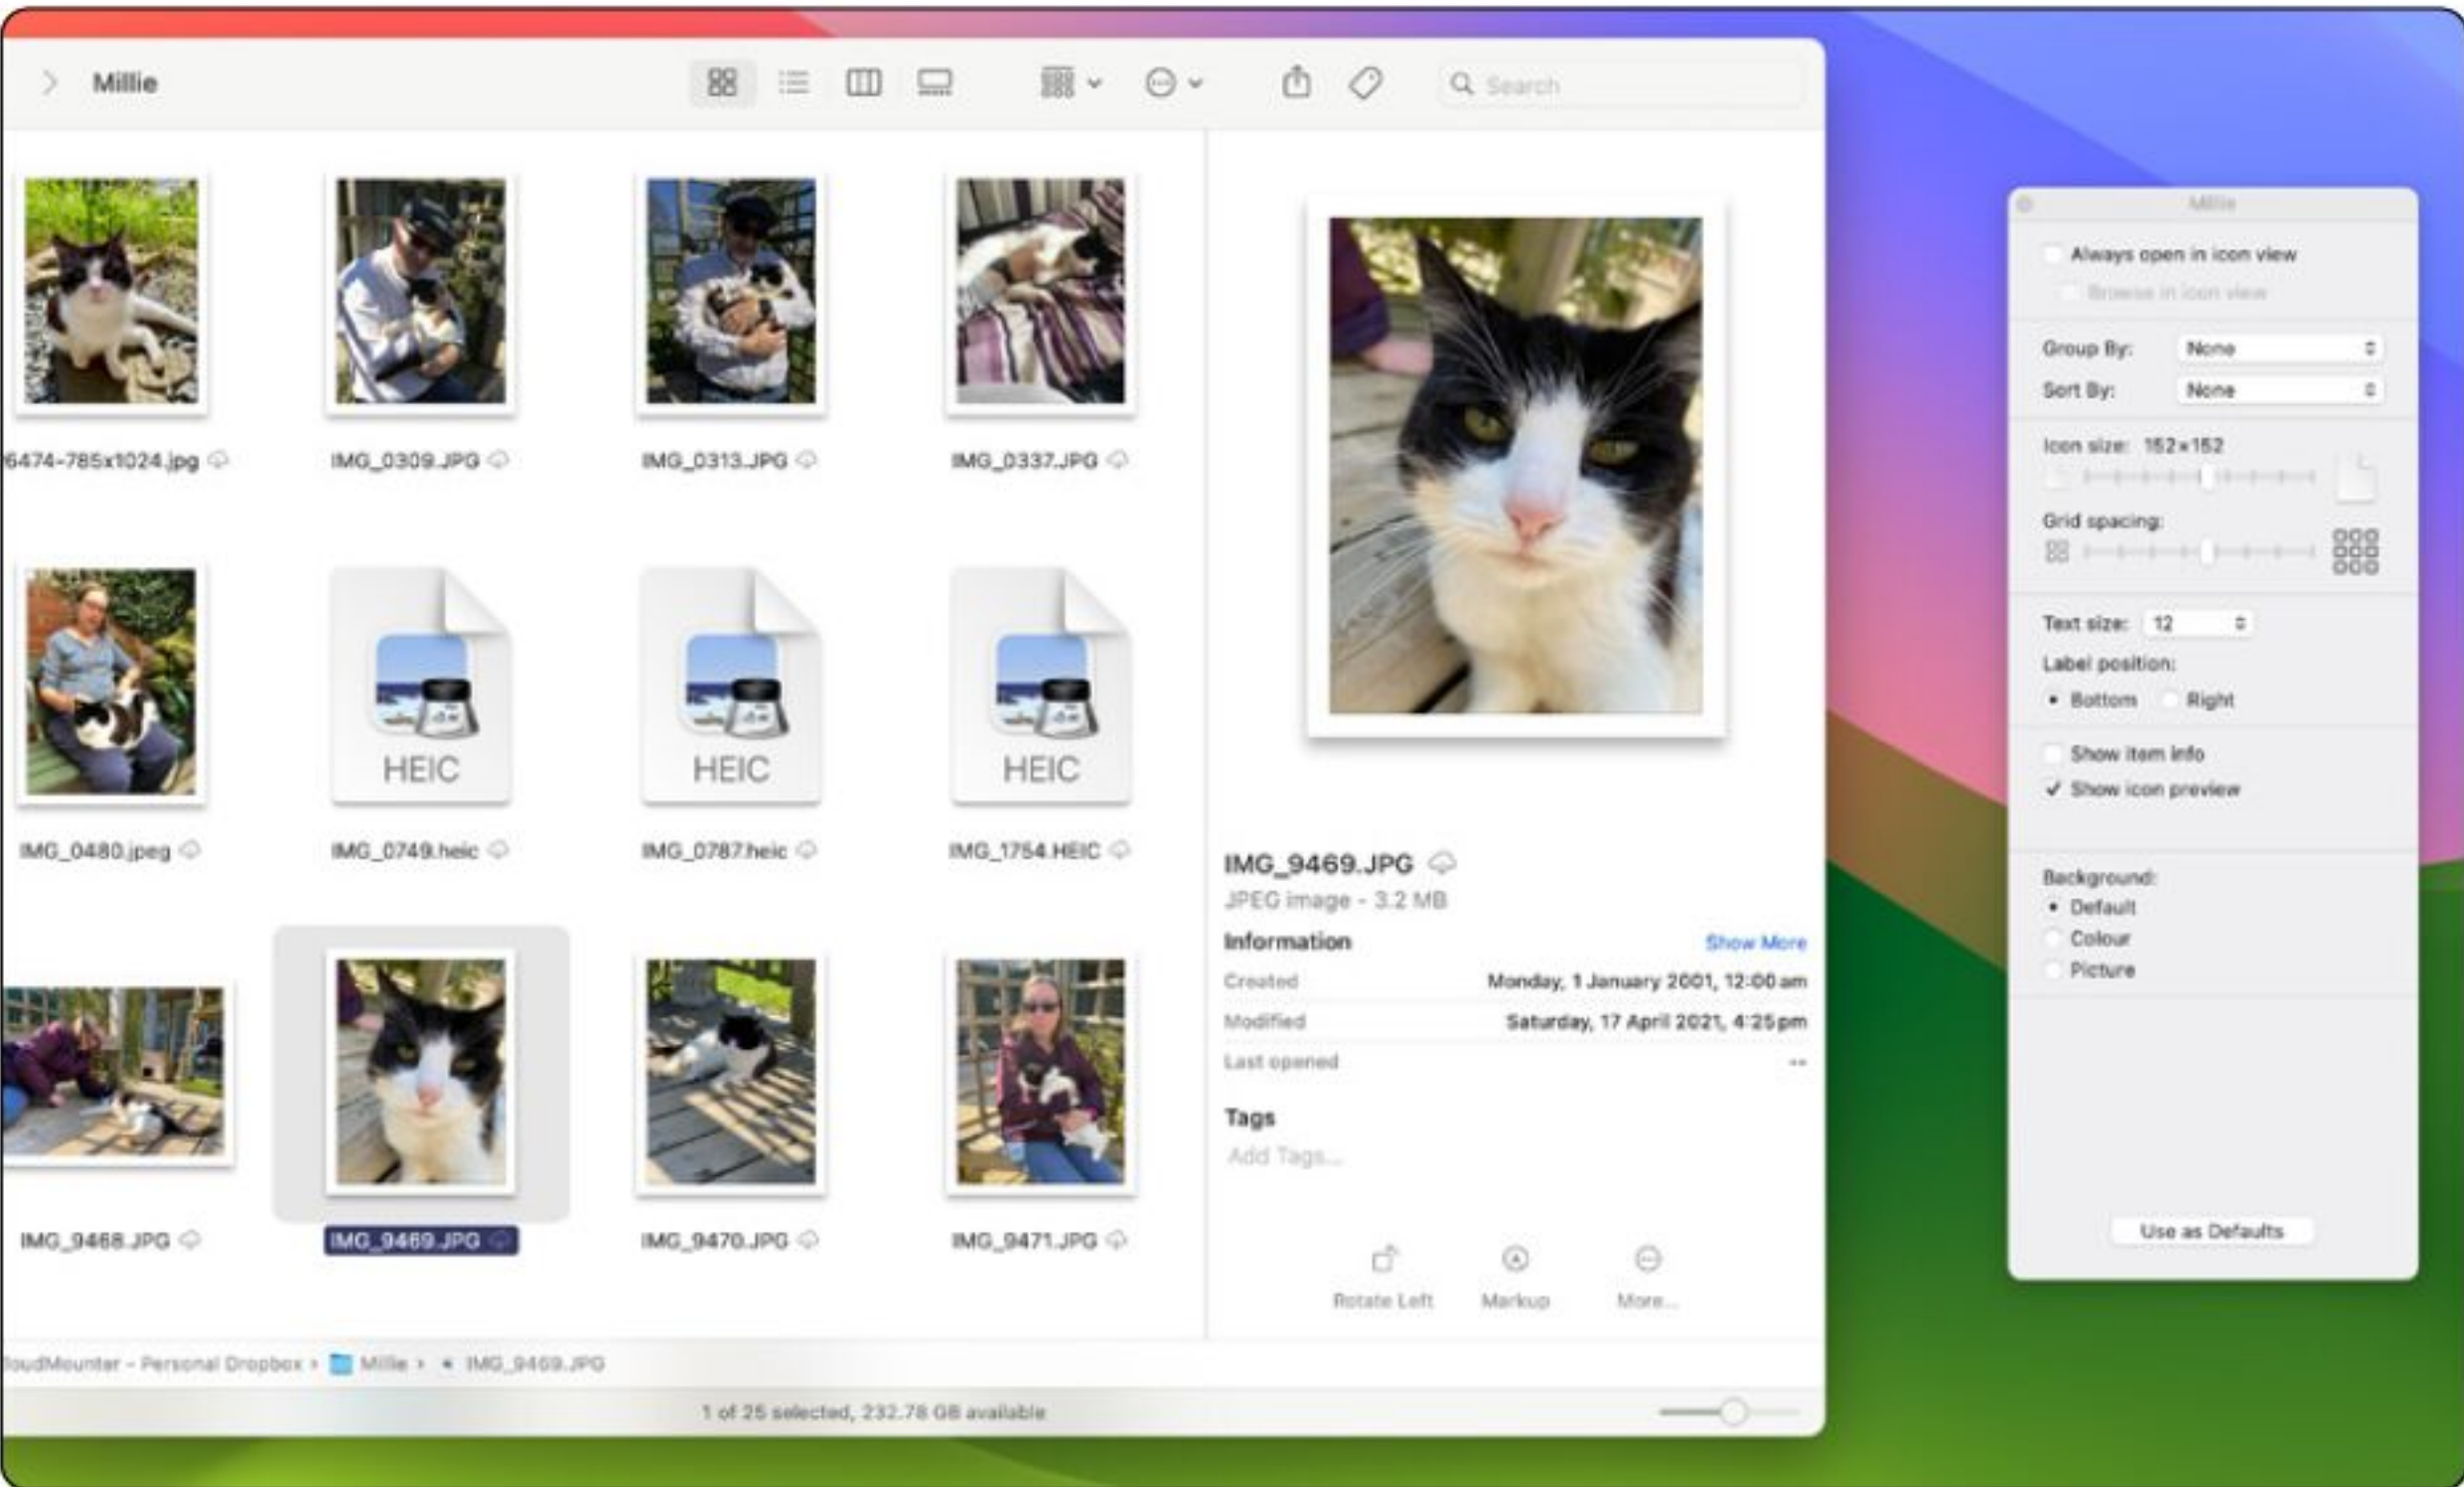 Millie
Search
6474-785x1024.jpg
IMG_0309.JPG
IMG_0313.JPG
IMG_0337.JPG
HEIC
HEIC
HEIC
IMG_0480.jpeg
IMG_0749.heic
IMG_0787.heic
IMG_1754.HEIC
IMG_9468.JPG
IMG_9469.JPG
IMG_9470.JPG
IMG_9471.JPG
IMG_9469.JPG
JPEG image - 3.2 MB
Information Show More
Created Monday, 1 January 2001, 12:00 am
Modified Saturday, 17 April 2021, 4:25 pm
Last opened --
Tags
Add Tags...
Rotate Left Markup More...
loudMounter – Personal Dropbox › Millie › IMG_9469.JPG
1 of 25 selected, 232.78 GB available
Millie
Always open in icon view
Browse in icon view
Group By: None
Sort By: None
Icon size: 152×152
Grid spacing:
Text size: 12
Label position:
Bottom Right
Show item info
Show icon preview
Background:
Default
Colour
Picture
Use as Defaults